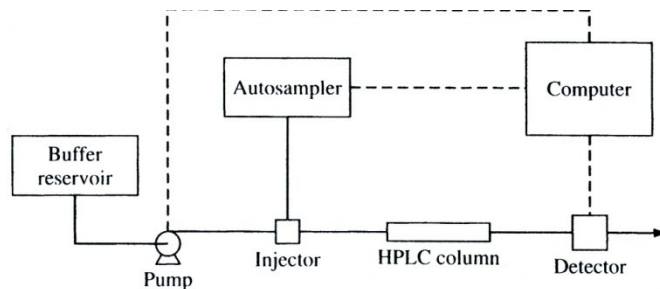 Autosampler
Computer
Buffer
reservoir
Pump
Injector
HPLC column
Detector